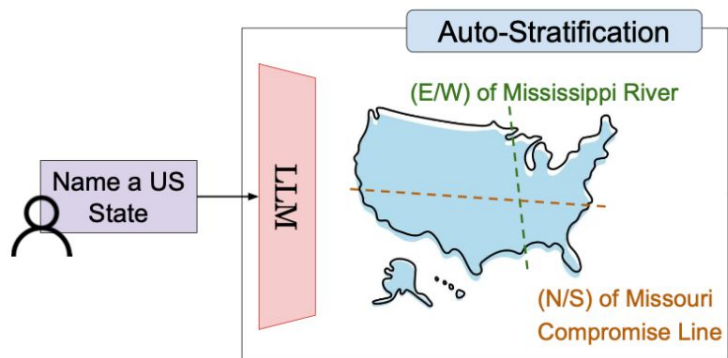 Auto-Stratification
(E/W) of Mississippi River
Name a US
State
LLM
(N/S) of Missouri
Compromise Line